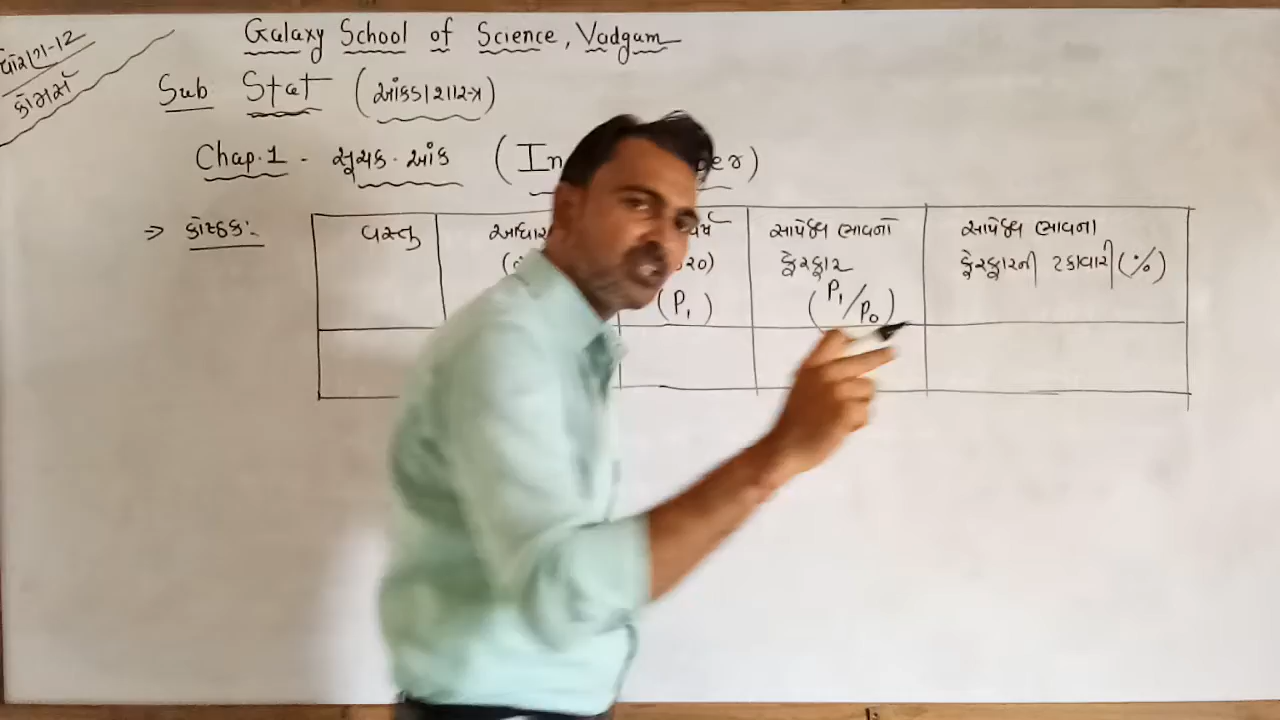 ધોરણ-12
કોમર્સ
Galaxy School of Science, Vadgam
Sub Stat (આંકડાશાસ્ત્ર)
Chap.1 - સૂચક આંક (In
⇒ કોષ્ટક:-
વસ્તુ
આધાર
(P₁)
સાપેક્ષ ભાવનો
ફેરફાર
(P₁/P₀)
સાપેક્ષ ભાવના
ફેરફારની ટકાવારી (%)